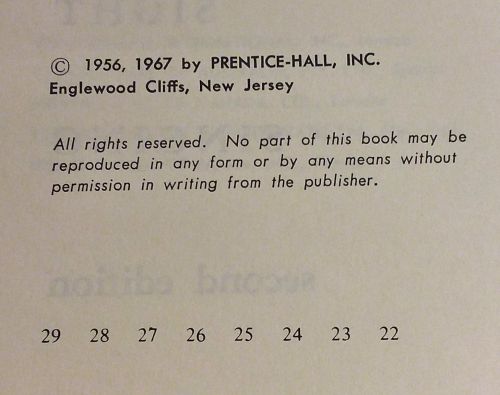 © 1956, 1967 by PRENTICE-HALL, INC.
Englewood Cliffs, New Jersey
All rights reserved. No part of this book may be
reproduced in any form or by any means without
permission in writing from the publisher.
second edition
29 28 27 26 25 24 23 22